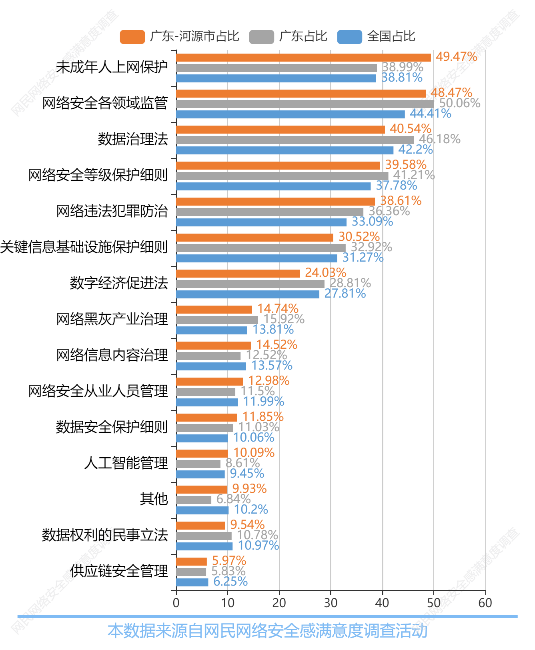 广东-河源市占比 广东占比 全国占比
未成年人上网保护 49.47% 38.99% 38.81%
网络安全各领域监管 48.47% 50.06% 44.41%
数据治理法 40.54% 46.18% 42.2%
网络安全等级保护细则 39.58% 41.21% 37.78%
网络违法犯罪防治 38.61% 36.36% 33.09%
关键信息基础设施保护细则 30.52% 32.92% 31.27%
数字经济促进法 24.03% 28.81% 27.81%
网络黑灰产业治理 14.74% 15.92% 13.81%
网络信息内容治理 14.52% 12.52% 13.57%
网络安全从业人员管理 12.98% 11.5% 11.99%
数据安全保护细则 11.85% 11.03% 10.06%
人工智能管理 10.09% 8.61% 9.45%
其他 9.93% 6.84% 10.2%
数据权利的民事立法 9.54% 10.78% 10.97%
供应链安全管理 5.97% 5.83% 6.25%
0 10 20 30 40 50 60
本数据来源自网民网络安全感满意度调查活动